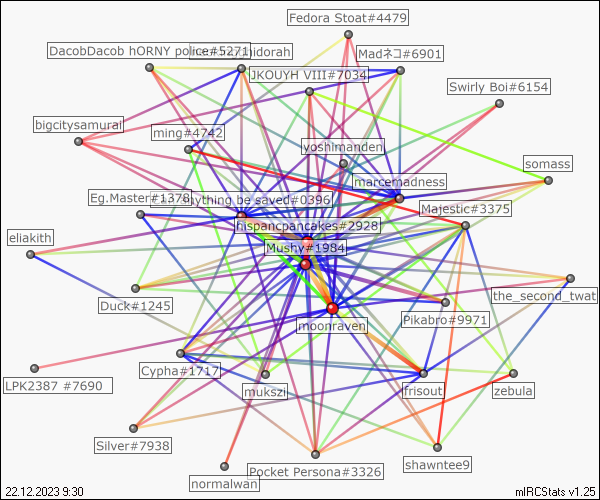 Fedora Stoat#4479
DacobDacob hORNY police#5271
idorah
Madネコ#6901
JKOUYH VIII#7034
Swirly Boi#6154
bigcitysamurai
ming#4742
yoshimanden
somass
marcemadness
Eg.Master#1378
nything be saved#0396
Majestic#3375
hispancpancakes#2928
eliakith
Mushy#1984
the_second_twat
Duck#1245
Pikabro#9971
moonraven
Cypha#1717
LPK2387 #7690
mukszi
frisout
zebula
Silver#7938
shawntee9
Pocket Persona#3326
normalwan
22.12.2023 9:30
mIRCStats v1.25